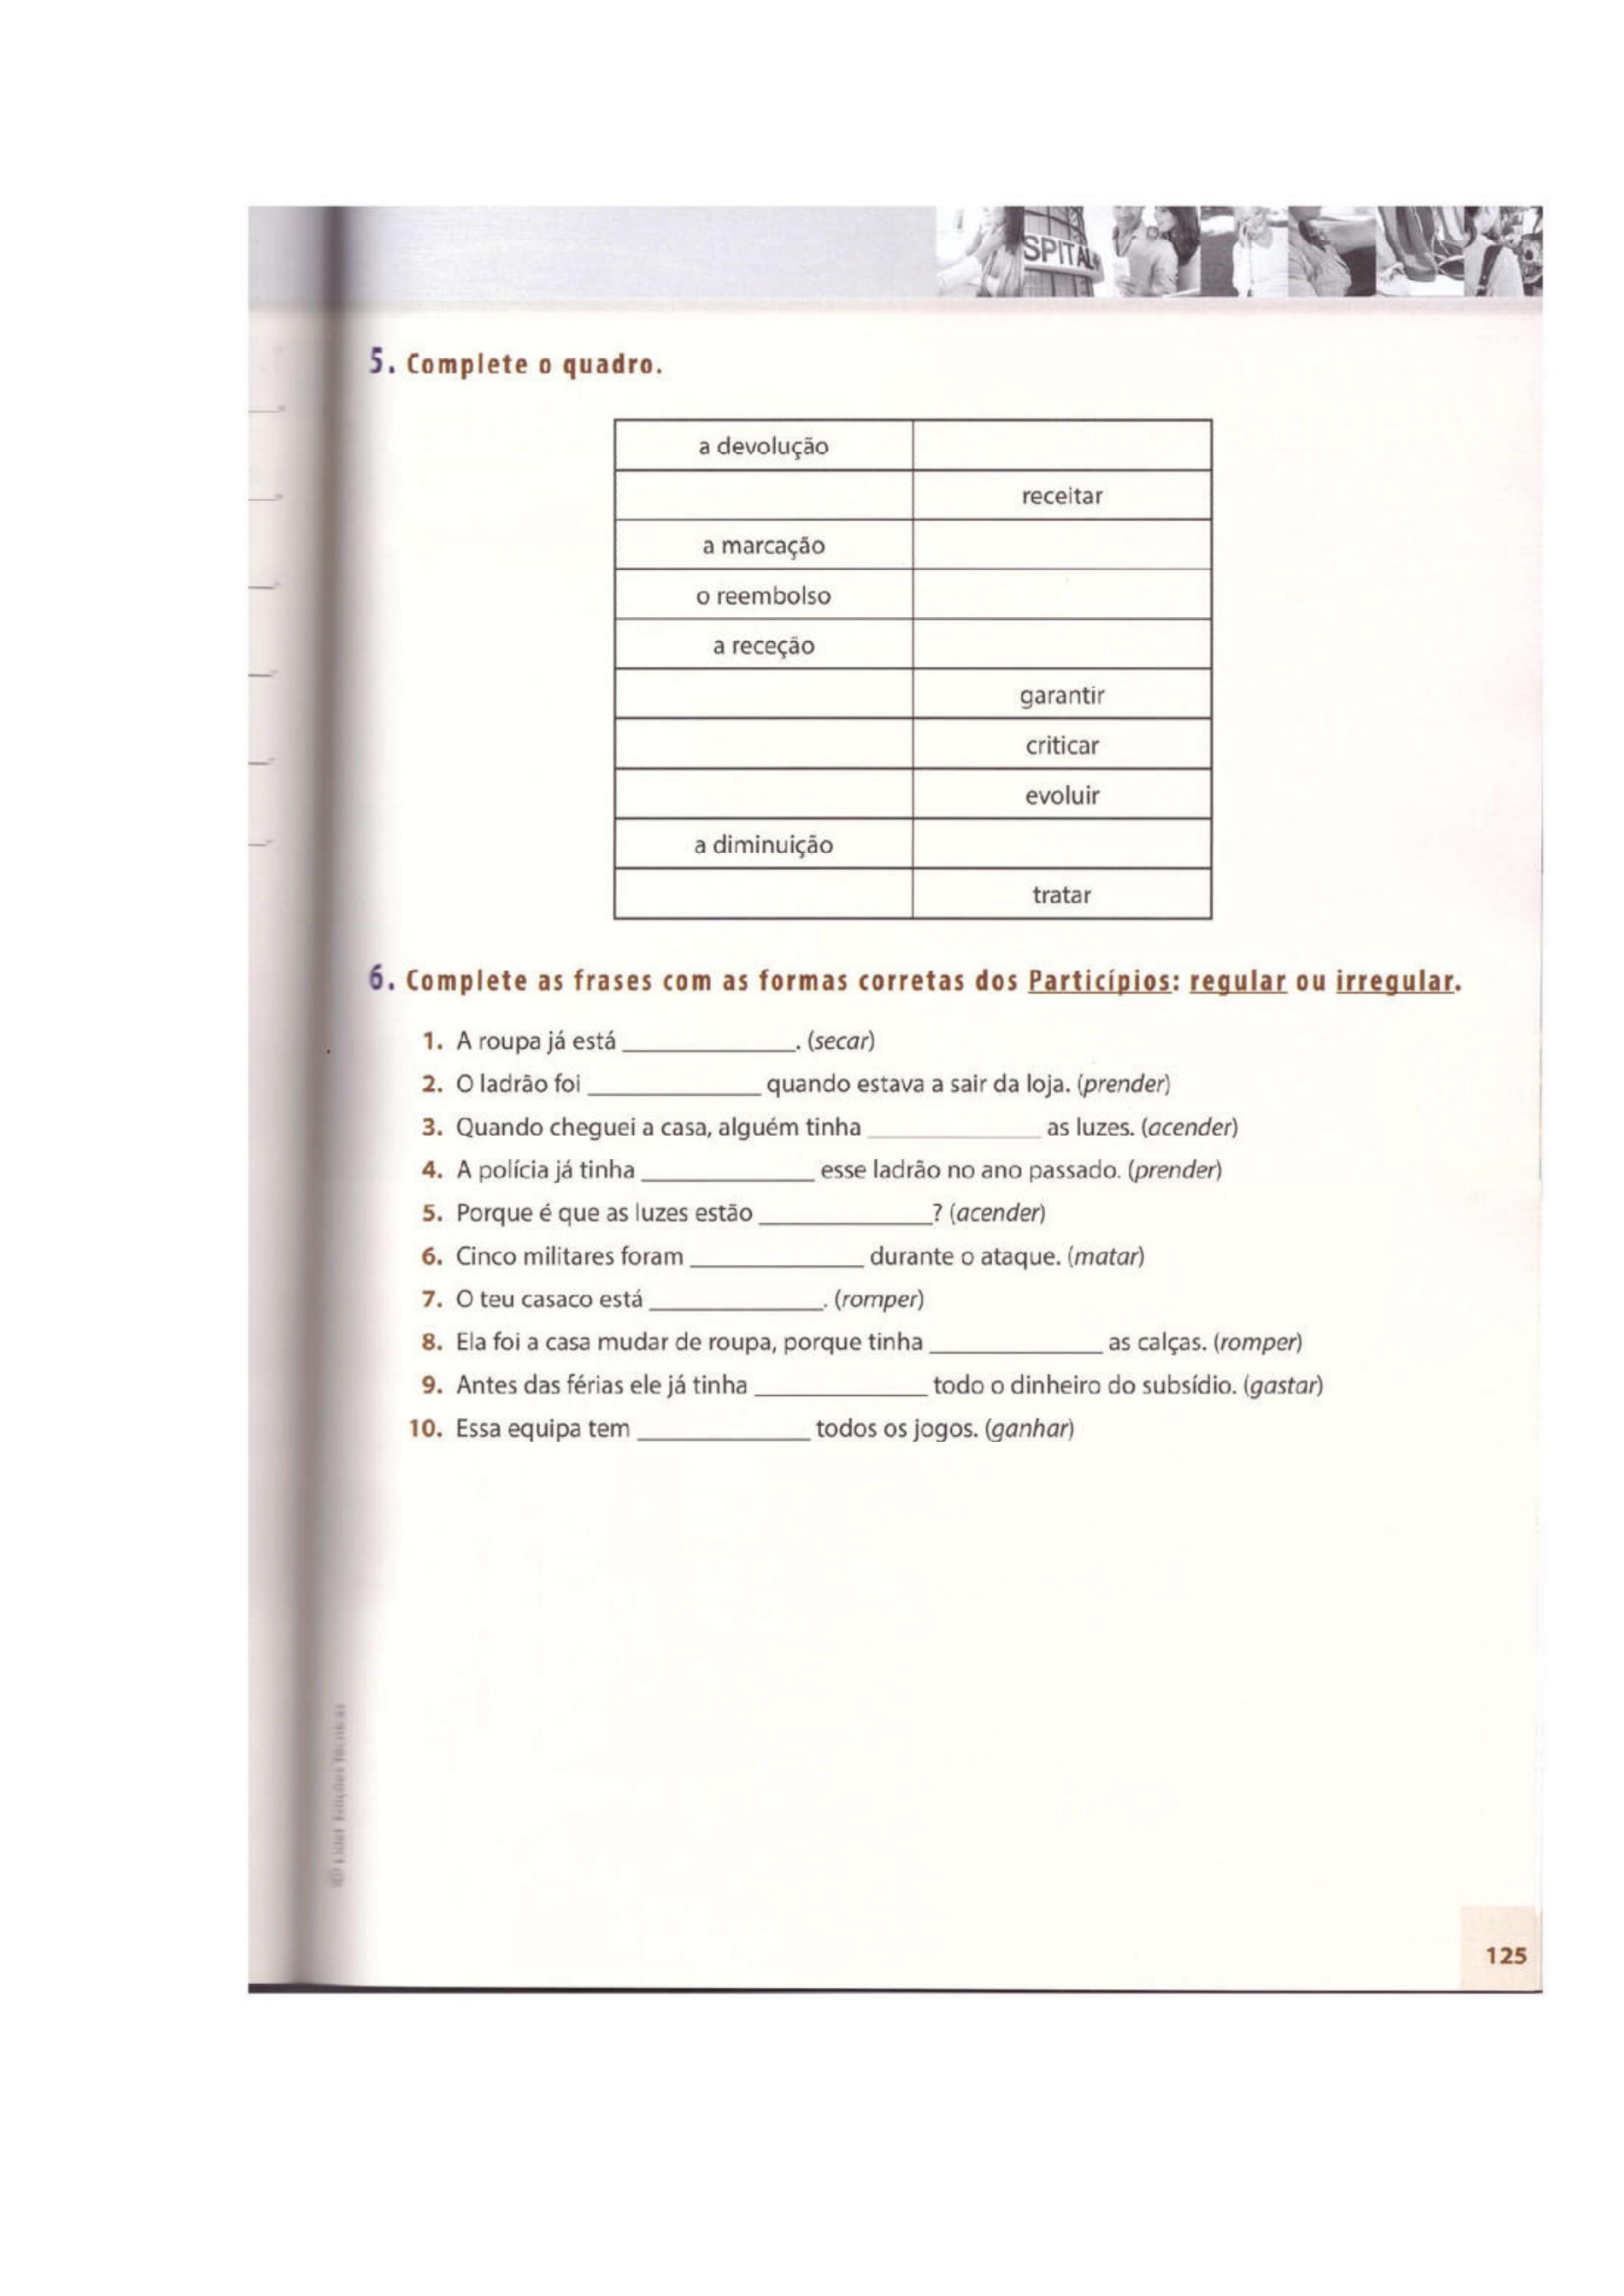 SPITAL
5. Complete o quadro.
a devolução
receitar
a marcação
o reembolso
a receção
garantir
criticar
evoluir
a diminuição
tratar
6. Complete as frases com as formas corretas dos Particípios: regular ou irregular.
1. A roupa já está ______________. (secar)
2. O ladrão foi ______________ quando estava a sair da loja. (prender)
3. Quando cheguei a casa, alguém tinha ______________ as luzes. (acender)
4. A polícia já tinha ______________ esse ladrão no ano passado. (prender)
5. Porque é que as luzes estão ______________? (acender)
6. Cinco militares foram ______________ durante o ataque. (matar)
7. O teu casaco está ______________. (romper)
8. Ela foi a casa mudar de roupa, porque tinha ______________ as calças. (romper)
9. Antes das férias ele já tinha ______________ todo o dinheiro do subsídio. (gastar)
10. Essa equipa tem ______________ todos os jogos. (ganhar)
© Lidel Edições Técnicas
125